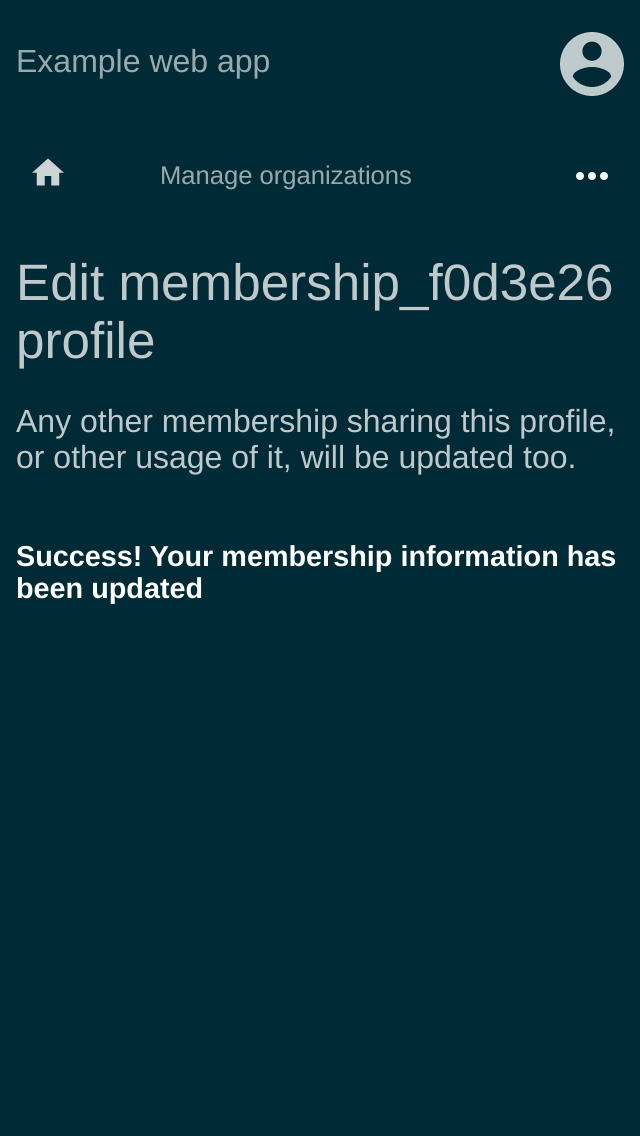 Example web app
Manage organizations
Edit membership_f0d3e26
profile
Any other membership sharing this profile,
or other usage of it, will be updated too.
Success! Your membership information has
been updated